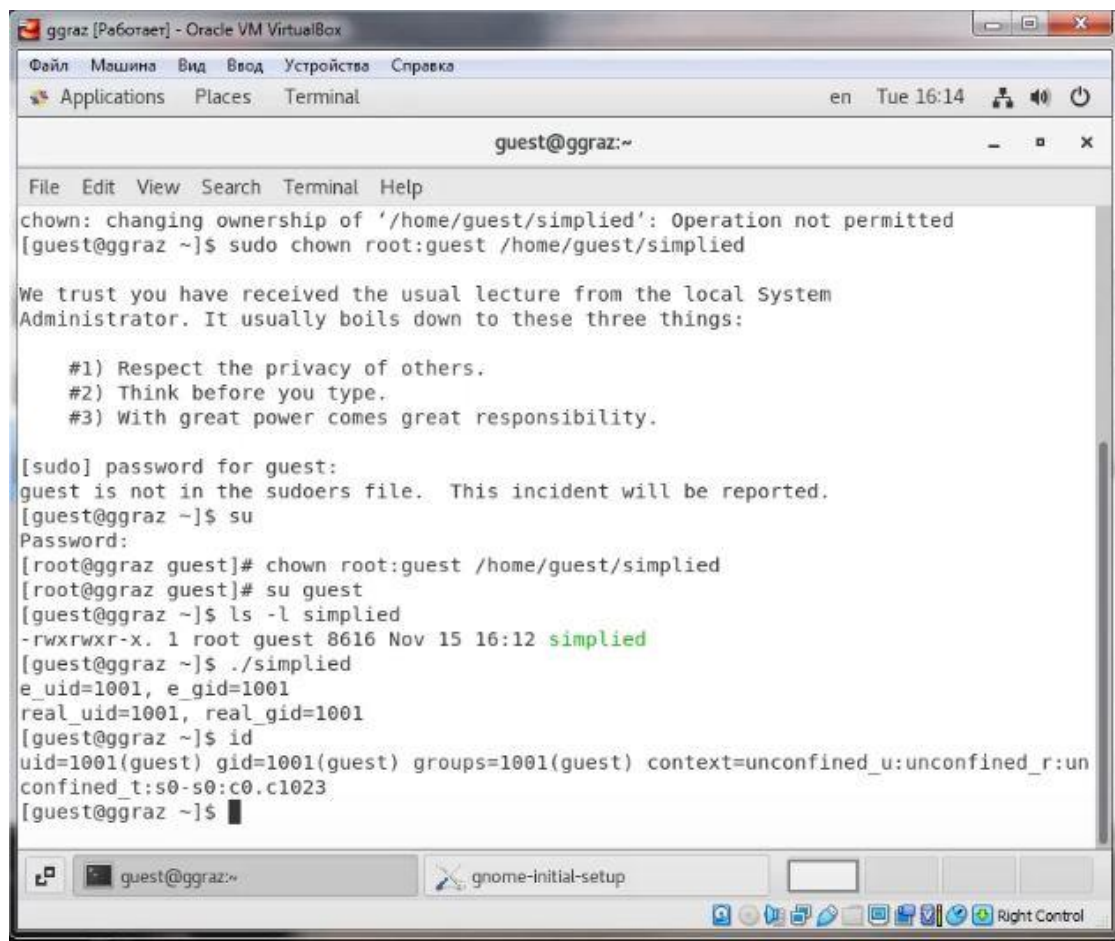 ggraz [Работает] - Oracle VM VirtualBox
Файл Машина Вид Ввод Устройства Справка
Applications Places Terminal en Tue 16:14
guest@ggraz:~
File Edit View Search Terminal Help
chown: changing ownership of ‘/home/guest/simplied’: Operation not permitted
[guest@ggraz ~]$ sudo chown root:guest /home/guest/simplied
We trust you have received the usual lecture from the local System
Administrator. It usually boils down to these three things:
#1) Respect the privacy of others.
#2) Think before you type.
#3) With great power comes great responsibility.
[sudo] password for guest:
guest is not in the sudoers file.  This incident will be reported.
[guest@ggraz ~]$ su
Password:
[root@ggraz guest]# chown root:guest /home/guest/simplied
[root@ggraz guest]# su guest
[guest@ggraz ~]$ ls -l simplied
-rwxrwxr-x. 1 root guest 8616 Nov 15 16:12 simplied
[guest@ggraz ~]$ ./simplied
e_uid=1001, e_gid=1001
real_uid=1001, real_gid=1001
[guest@ggraz ~]$ id
uid=1001(guest) gid=1001(guest) groups=1001(guest) context=unconfined_u:unconfined_r:un
confined_t:s0-s0:c0.c1023
[guest@ggraz ~]$
guest@ggraz:~ gnome-initial-setup
Right Control